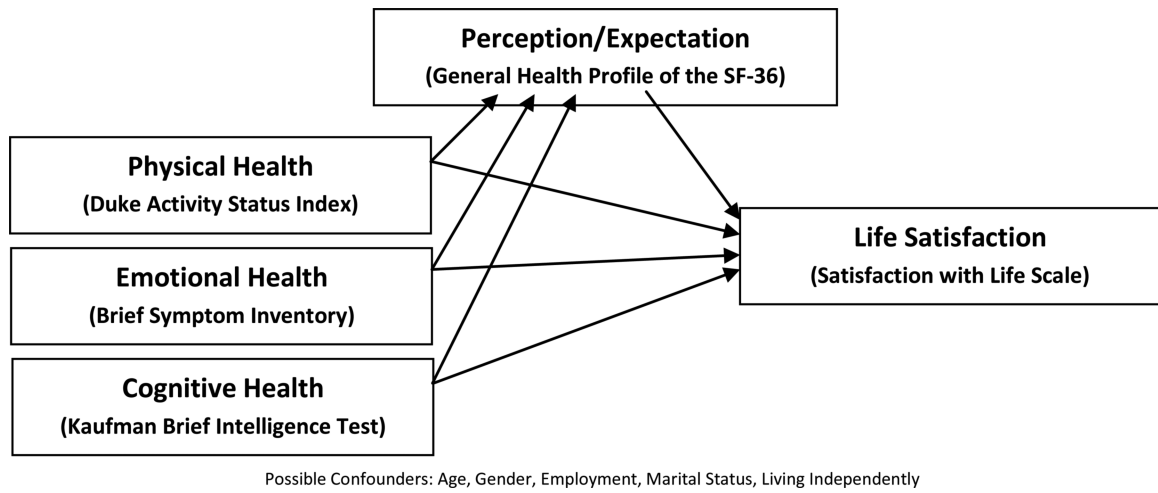 Perception/Expectation
(General Health Profile of the SF-36)
Physical Health
(Duke Activity Status Index)
Emotional Health
(Brief Symptom Inventory)
Cognitive Health
(Kaufman Brief Intelligence Test)
Life Satisfaction
(Satisfaction with Life Scale)
Possible Confounders: Age, Gender, Employment, Marital Status, Living Independently